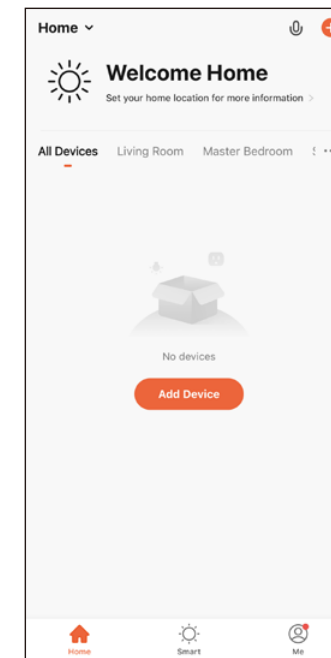 Home
Welcome Home
Set your home location for more information >
All Devices Living Room Master Bedroom
No devices
Add Device
Home Smart Me